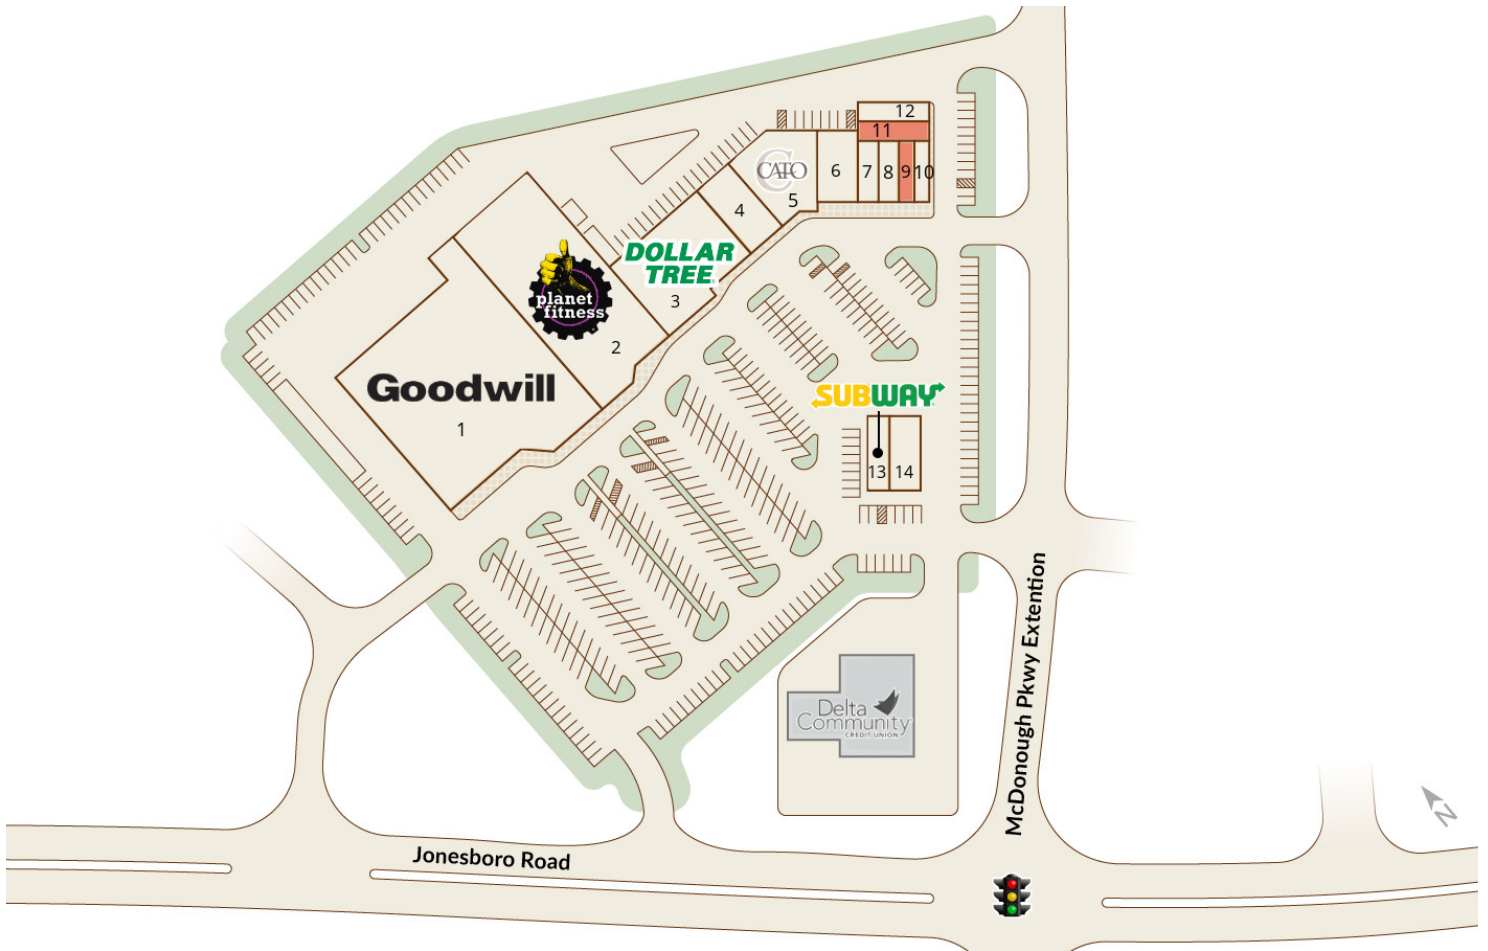 12
11
CATO
6
7
8
9
10
5
4
DOLLAR
TREE
3
planet
fitness
2
Goodwill
1
SUBWAY
13
14
Delta
Community
CREDIT UNION
McDonough Pkwy Extention
Jonesboro Road
N